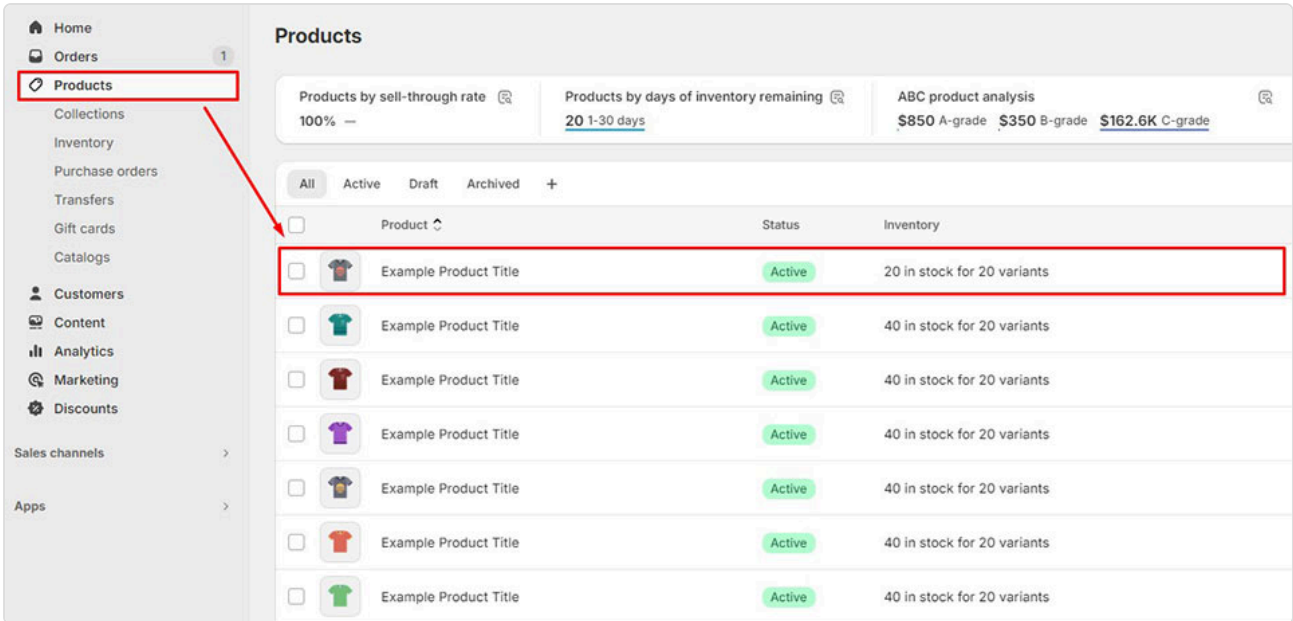 Home
Orders 1
Products
Collections
Inventory
Purchase orders
Transfers
Gift cards
Catalogs
Customers
Content
Analytics
Marketing
Discounts
Sales channels
Apps
Products
Products by sell-through rate
100% —
Products by days of inventory remaining
20 1-30 days
ABC product analysis
$850 A-grade $350 B-grade $162.6K C-grade
All Active Draft Archived +
Product Status Inventory
Example Product Title Active 20 in stock for 20 variants
Example Product Title Active 40 in stock for 20 variants
Example Product Title Active 40 in stock for 20 variants
Example Product Title Active 40 in stock for 20 variants
Example Product Title Active 40 in stock for 20 variants
Example Product Title Active 40 in stock for 20 variants
Example Product Title Active 40 in stock for 20 variants